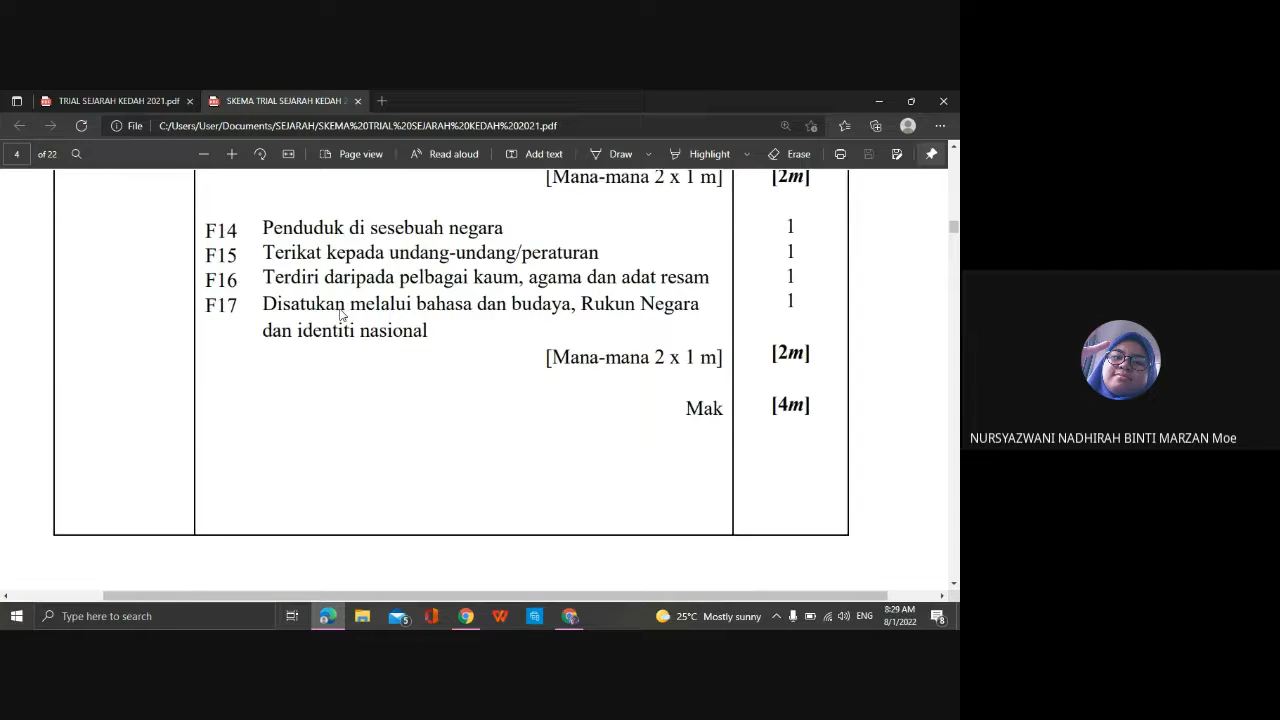 TRIAL SEJARAH KEDAH 2021.pdf
SKEMA TRIAL SEJARAH KEDAH 2
File
C:/Users/User/Documents/SEJARAH/SKEMA%20TRIAL%20SEJARAH%20KEDAH%202021.pdf
4 of 22
Page view
Read aloud
Add text
Draw
Highlight
Erase
[Mana-mana 2 x 1 m] [2m]
F14 Penduduk di sesebuah negara 1
F15 Terikat kepada undang-undang/peraturan 1
F16 Terdiri daripada pelbagai kaum, agama dan adat resam 1
F17 Disatukan melalui bahasa dan budaya, Rukun Negara 1
dan identiti nasional
[Mana-mana 2 x 1 m] [2m]
Mak [4m]
NURSYAZWANI NADHIRAH BINTI MARZAN Moe
Type here to search
5
25°C Mostly sunny
ENG
8:29 AM
8/1/2022
8